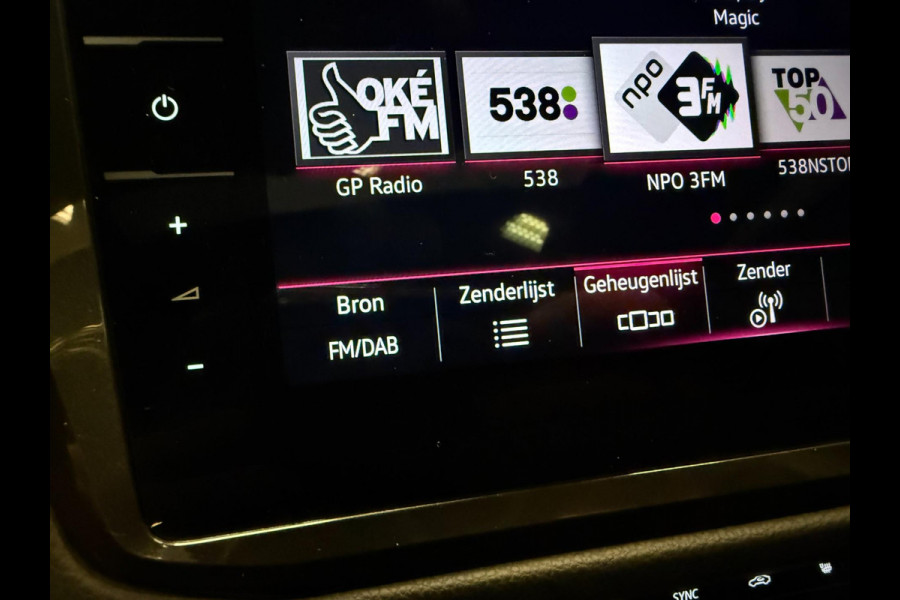 Magic
OKÉ
FM
538
npo
3FM
TOP
50
GP Radio
538
NPO 3FM
538NSTO
Bron
Zenderlijst
Geheugenlijst
Zender
FM/DAB
SYNC